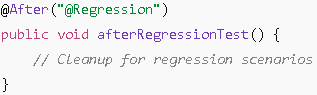 @After("@Regression")
public void afterRegressionTest() {
    // Cleanup for regression scenarios
}